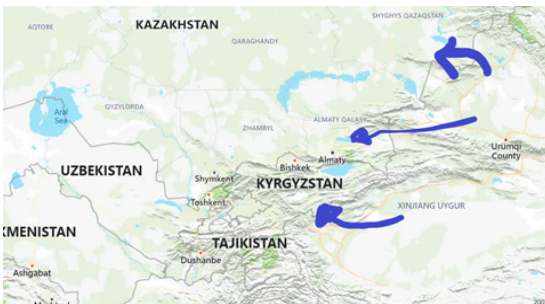 SHYGHYS QAZAQSTAN
KAZAKHSTAN
AQTOBE
QARAGHANDY
Aral
Sea
QYZYLORDA
ZHAMBYL
ALMATY QALASY
Urumqi
County
Almaty
Bishkek
UZBEKISTAN
Shymkent
KYRGYZSTAN
Toshkent
XINJIANG UYGUR
KMENISTAN
TAJIKISTAN
Dushanbe
Ashgabat